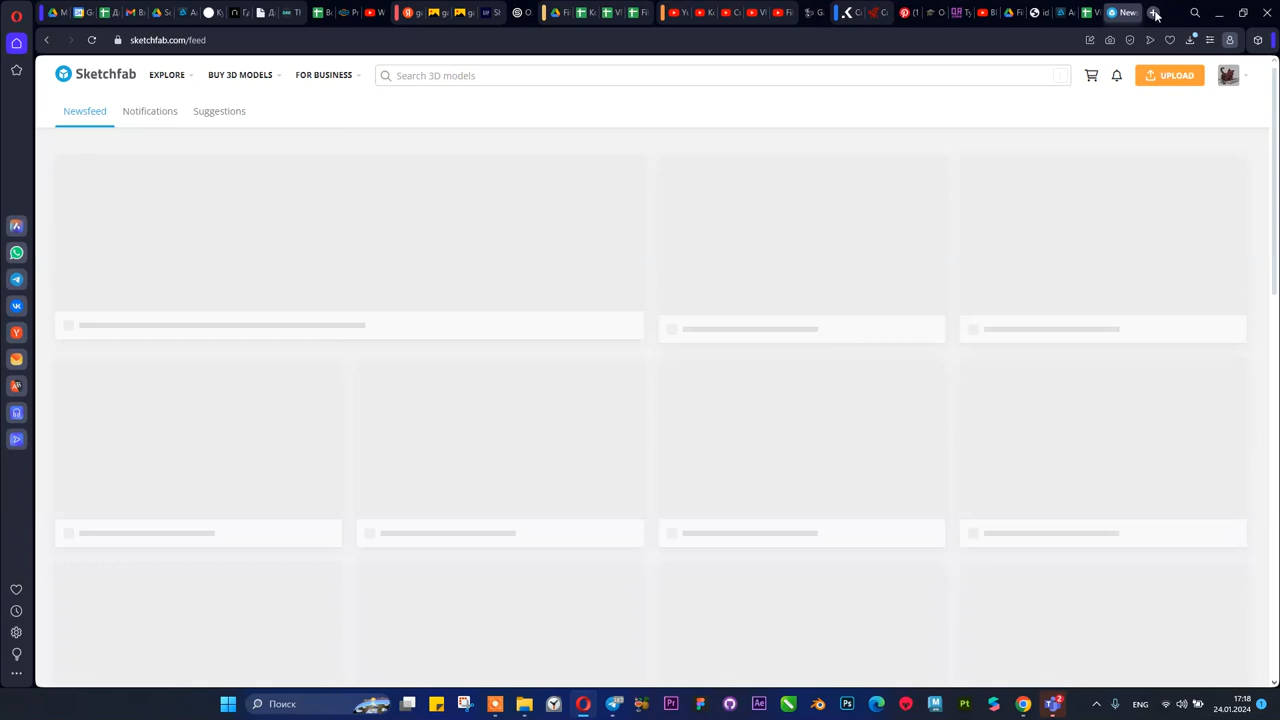 New
sketchfab.com/feed
Sketchfab
EXPLORE
BUY 3D MODELS
FOR BUSINESS
Search 3D models
UPLOAD
Newsfeed
Notifications
Suggestions
Поиск
ENG
17:18
24.01.2024